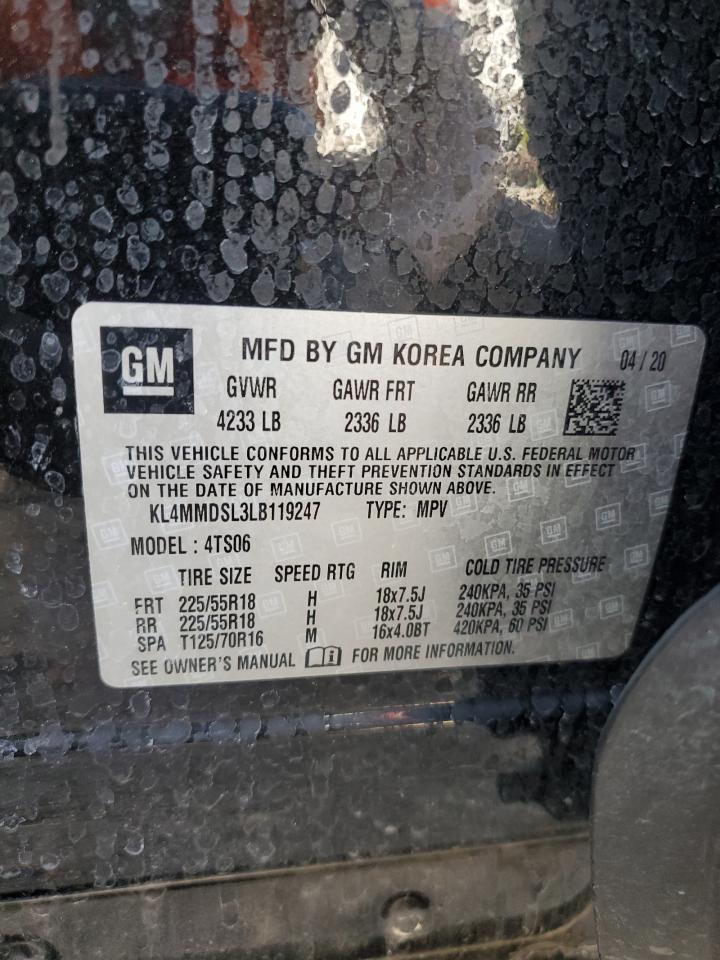 GM
MFD BY GM KOREA COMPANY 04 / 20
GVWR GAWR FRT GAWR RR
4233 LB 2336 LB 2336 LB
THIS VEHICLE CONFORMS TO ALL APPLICABLE U.S. FEDERAL MOTOR
VEHICLE SAFETY AND THEFT PREVENTION STANDARDS IN EFFECT
ON THE DATE OF MANUFACTURE SHOWN ABOVE.
KL4MMDSL3LB119247 TYPE: MPV
MODEL : 4TS06
TIRE SIZE SPEED RTG RIM COLD TIRE PRESSURE
FRT 225/55R18 H 18x7.5J 240KPA, 35 PSI
RR 225/55R18 H 18x7.5J 240KPA, 35 PSI
SPA T125/70R16 M 16x4.0BT 420KPA, 60 PSI
SEE OWNER'S MANUAL FOR MORE INFORMATION.